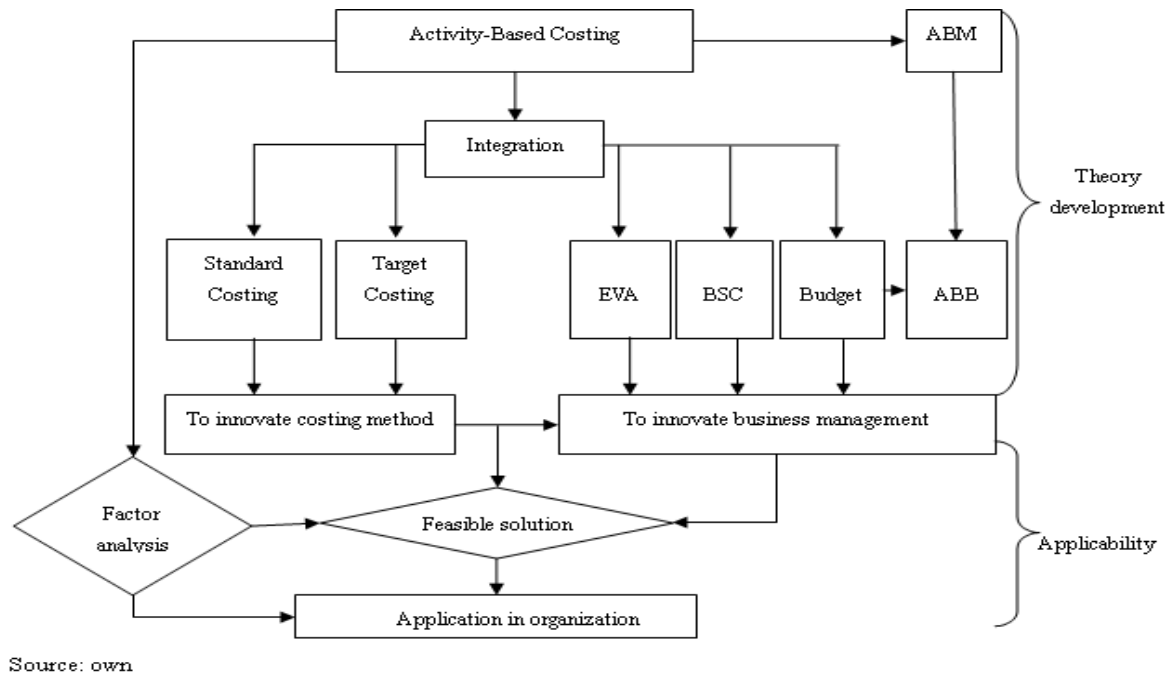 Activity-Based Costing
ABM
Integration
Theory
development
Standard
Costing
Target
Costing
EVA
BSC
Budget
ABB
To innovate costing method
To innovate business management
Factor
analysis
Feasible solution
Applicability
Application in organization
Source: own